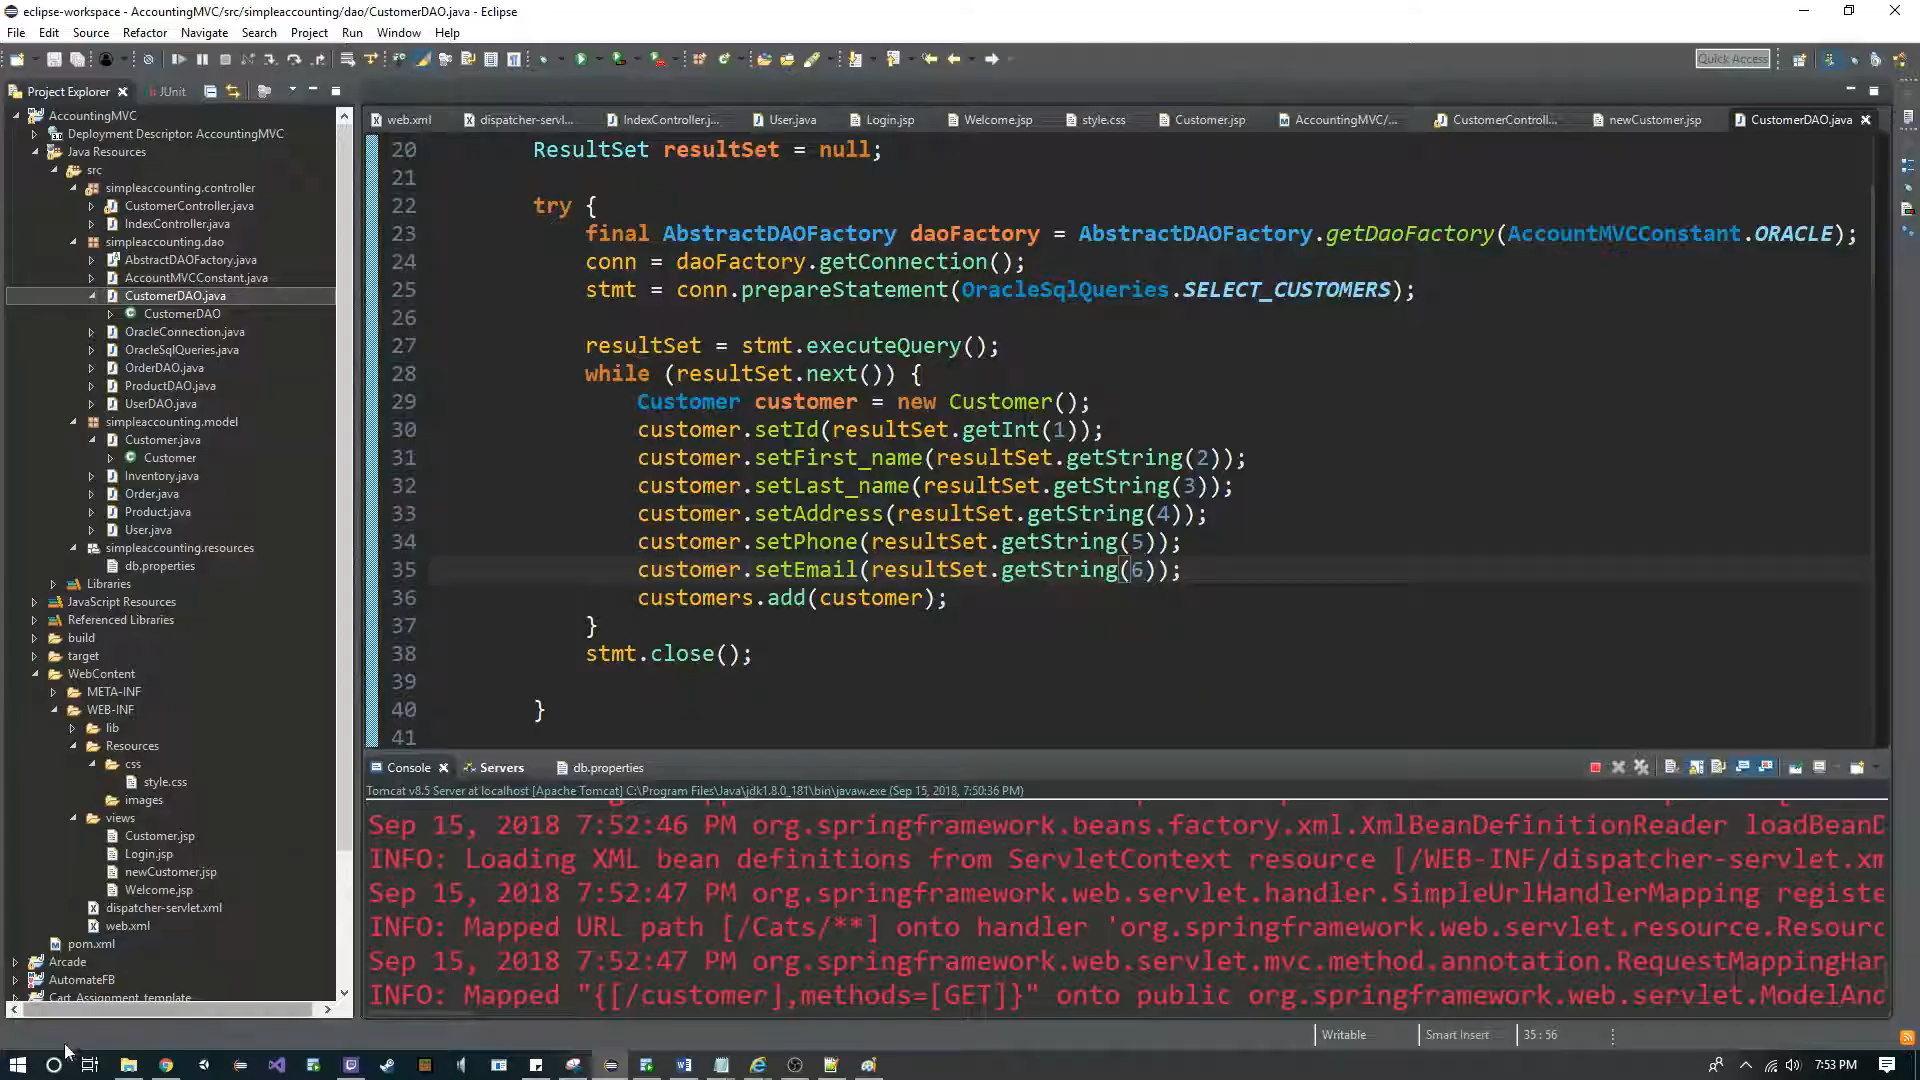 eclipse-workspace - AccountingMVC/src/simpleaccounting/dao/CustomerDAO.java - Eclipse
File Edit Source Refactor Navigate Search Project Run Window Help
Quick Access
Project Explorer JUnit
web.xml dispatcher-servl... IndexController.j... User.java Login.jsp Welcome.jsp style.css Customer.jsp AccountingMVC/... CustomerControll... newCustomer.jsp CustomerDAO.java
AccountingMVC
Deployment Descriptor: AccountingMVC
Java Resources
src
simpleaccounting.controller
CustomerController.java
IndexController.java
simpleaccounting.dao
AbstractDAOFactory.java
AccountMVCConstant.java
CustomerDAO.java
CustomerDAO
OracleConnection.java
OracleSqlQueries.java
OrderDAO.java
ProductDAO.java
UserDAO.java
simpleaccounting.model
Customer.java
Customer
Inventory.java
Order.java
Product.java
User.java
simpleaccounting.resources
db.properties
Libraries
JavaScript Resources
Referenced Libraries
build
target
WebContent
META-INF
WEB-INF
lib
Resources
css
style.css
images
views
Customer.jsp
Login.jsp
newCustomer.jsp
Welcome.jsp
dispatcher-servlet.xml
web.xml
pom.xml
Arcade
AutomateFB
Cart Assignment template
20 ResultSet resultSet = null;
21
22 try {
23 final AbstractDAOFactory daoFactory = AbstractDAOFactory.getDaoFactory(AccountMVCConstant.ORACLE);
24 conn = daoFactory.getConnection();
25 stmt = conn.prepareStatement(OracleSqlQueries.SELECT_CUSTOMERS);
26
27 resultSet = stmt.executeQuery();
28 while (resultSet.next()) {
29 Customer customer = new Customer();
30 customer.setId(resultSet.getInt(1));
31 customer.setFirst_name(resultSet.getString(2));
32 customer.setLast_name(resultSet.getString(3));
33 customer.setAddress(resultSet.getString(4));
34 customer.setPhone(resultSet.getString(5));
35 customer.setEmail(resultSet.getString(6));
36 customers.add(customer);
37 }
38 stmt.close();
39
40 }
41
Console Servers db.properties
Tomcat v8.5 Server at localhost [Apache Tomcat] C:\Program Files\Java\jdk1.8.0_181\bin\javaw.exe (Sep 15, 2018, 7:50:36 PM)
Sep 15, 2018 7:52:46 PM org.springframework.beans.factory.xml.XmlBeanDefinitionReader loadBeanD
INFO: Loading XML bean definitions from ServletContext resource [/WEB-INF/dispatcher-servlet.xm
Sep 15, 2018 7:52:47 PM org.springframework.web.servlet.handler.SimpleUrlHandlerMapping registe
INFO: Mapped URL path [/Cats/**] onto handler 'org.springframework.web.servlet.resource.Resourc
Sep 15, 2018 7:52:47 PM org.springframework.web.servlet.mvc.method.annotation.RequestMappingHan
INFO: Mapped "{[/customer],methods=[GET]}" onto public org.springframework.web.servlet.ModelAnd
Writable Smart Insert 35 : 56
7:53 PM